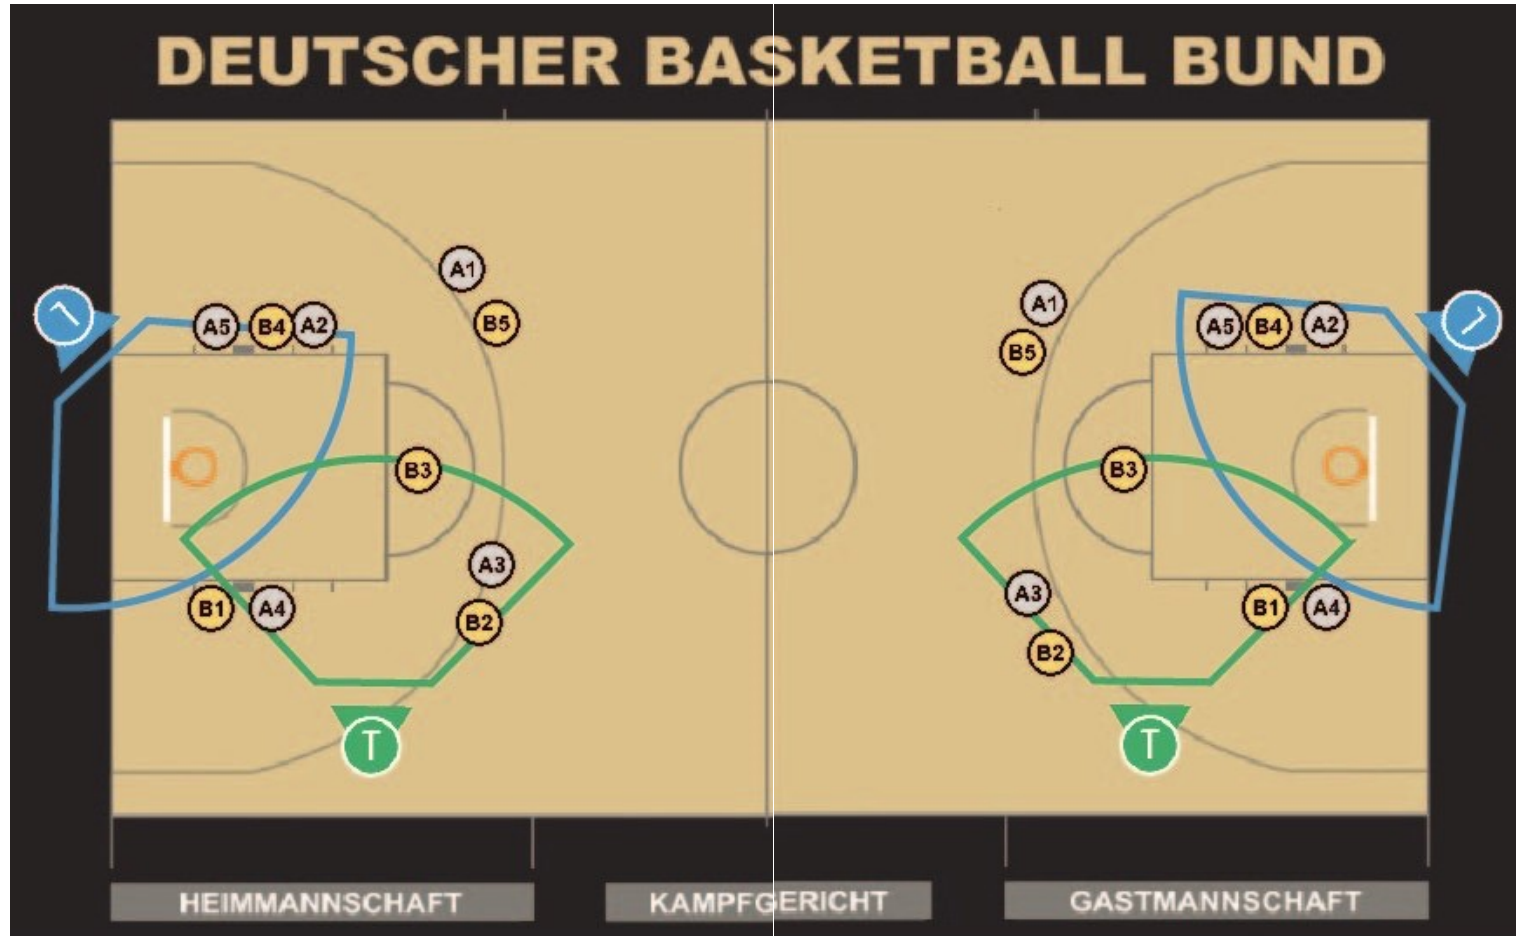 DEUTSCHER BASKETBALL BUND
A1
A1
A5 B4 A2
B5
A5 B4 A2
B5
B3
B3
A3
A3
B1 A4
B2
B1 A4
B2
T
T
HEIMMANNSCHAFT KAMPFGERICHT GASTMANNSCHAFT